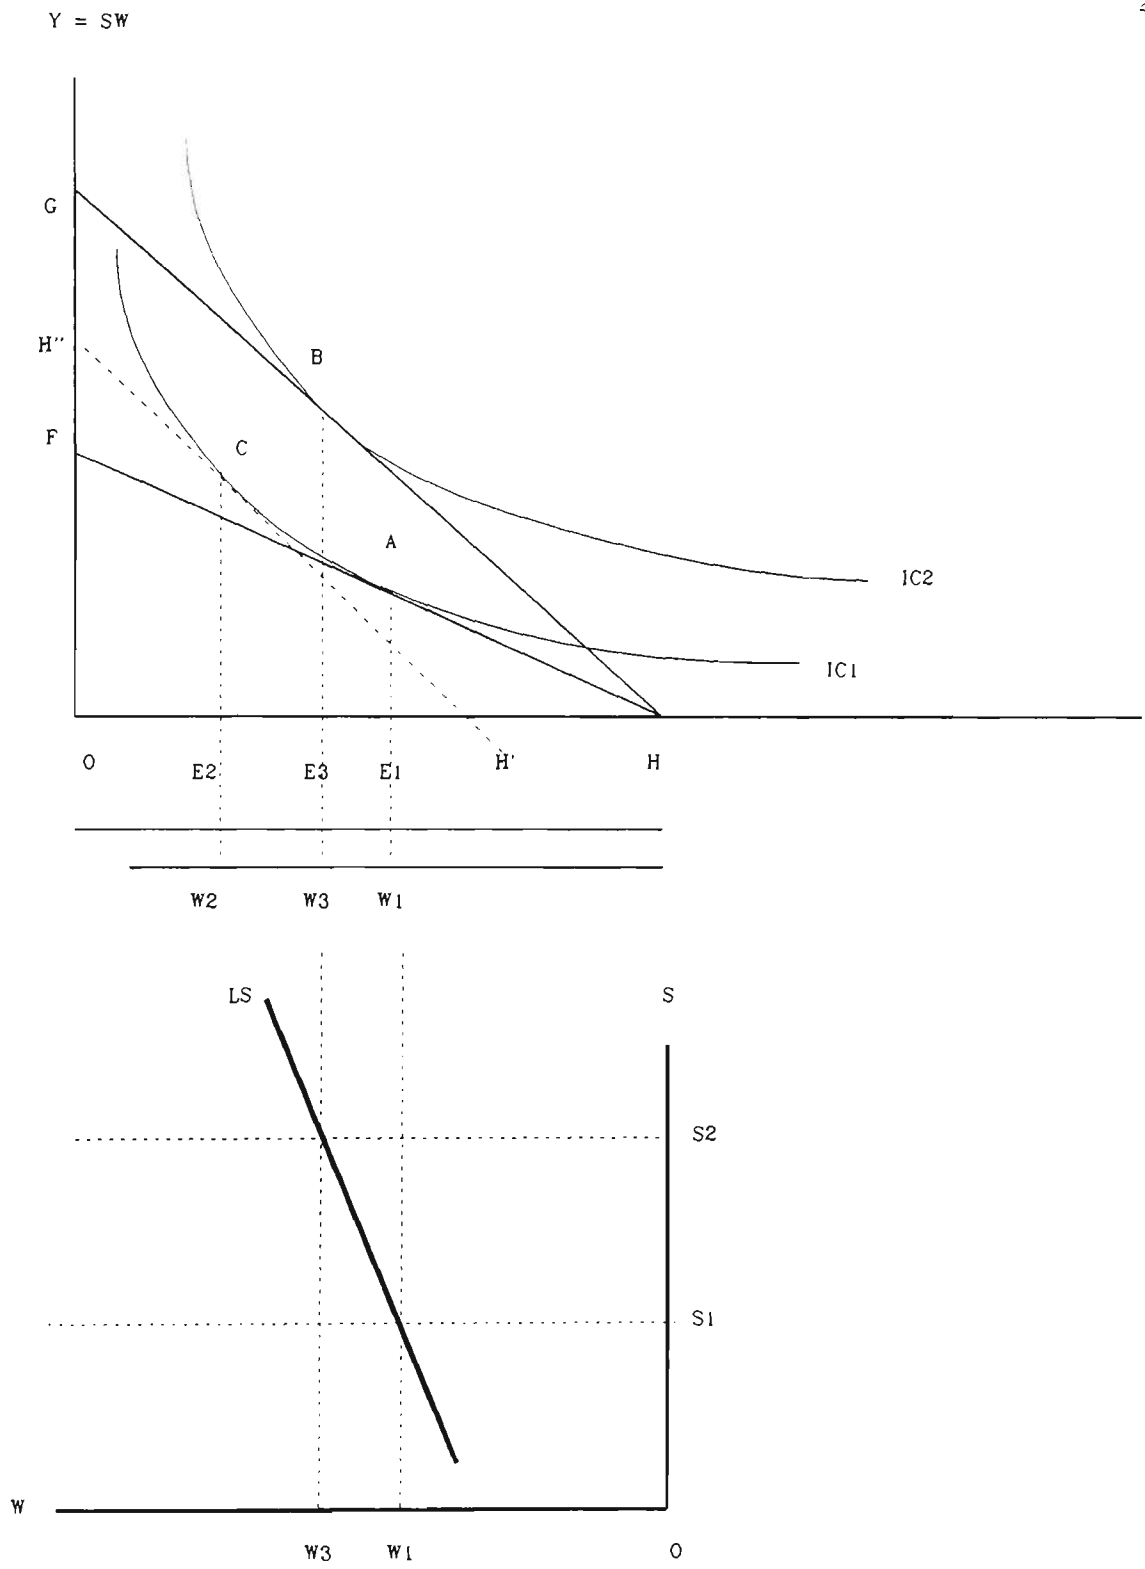 Y = SW
G
H''
B
F
C
A
IC2
IC1
O E2 E3 E1 H' H
W2 W3 W1
LS S
S2
S1
W
W3 W1 O